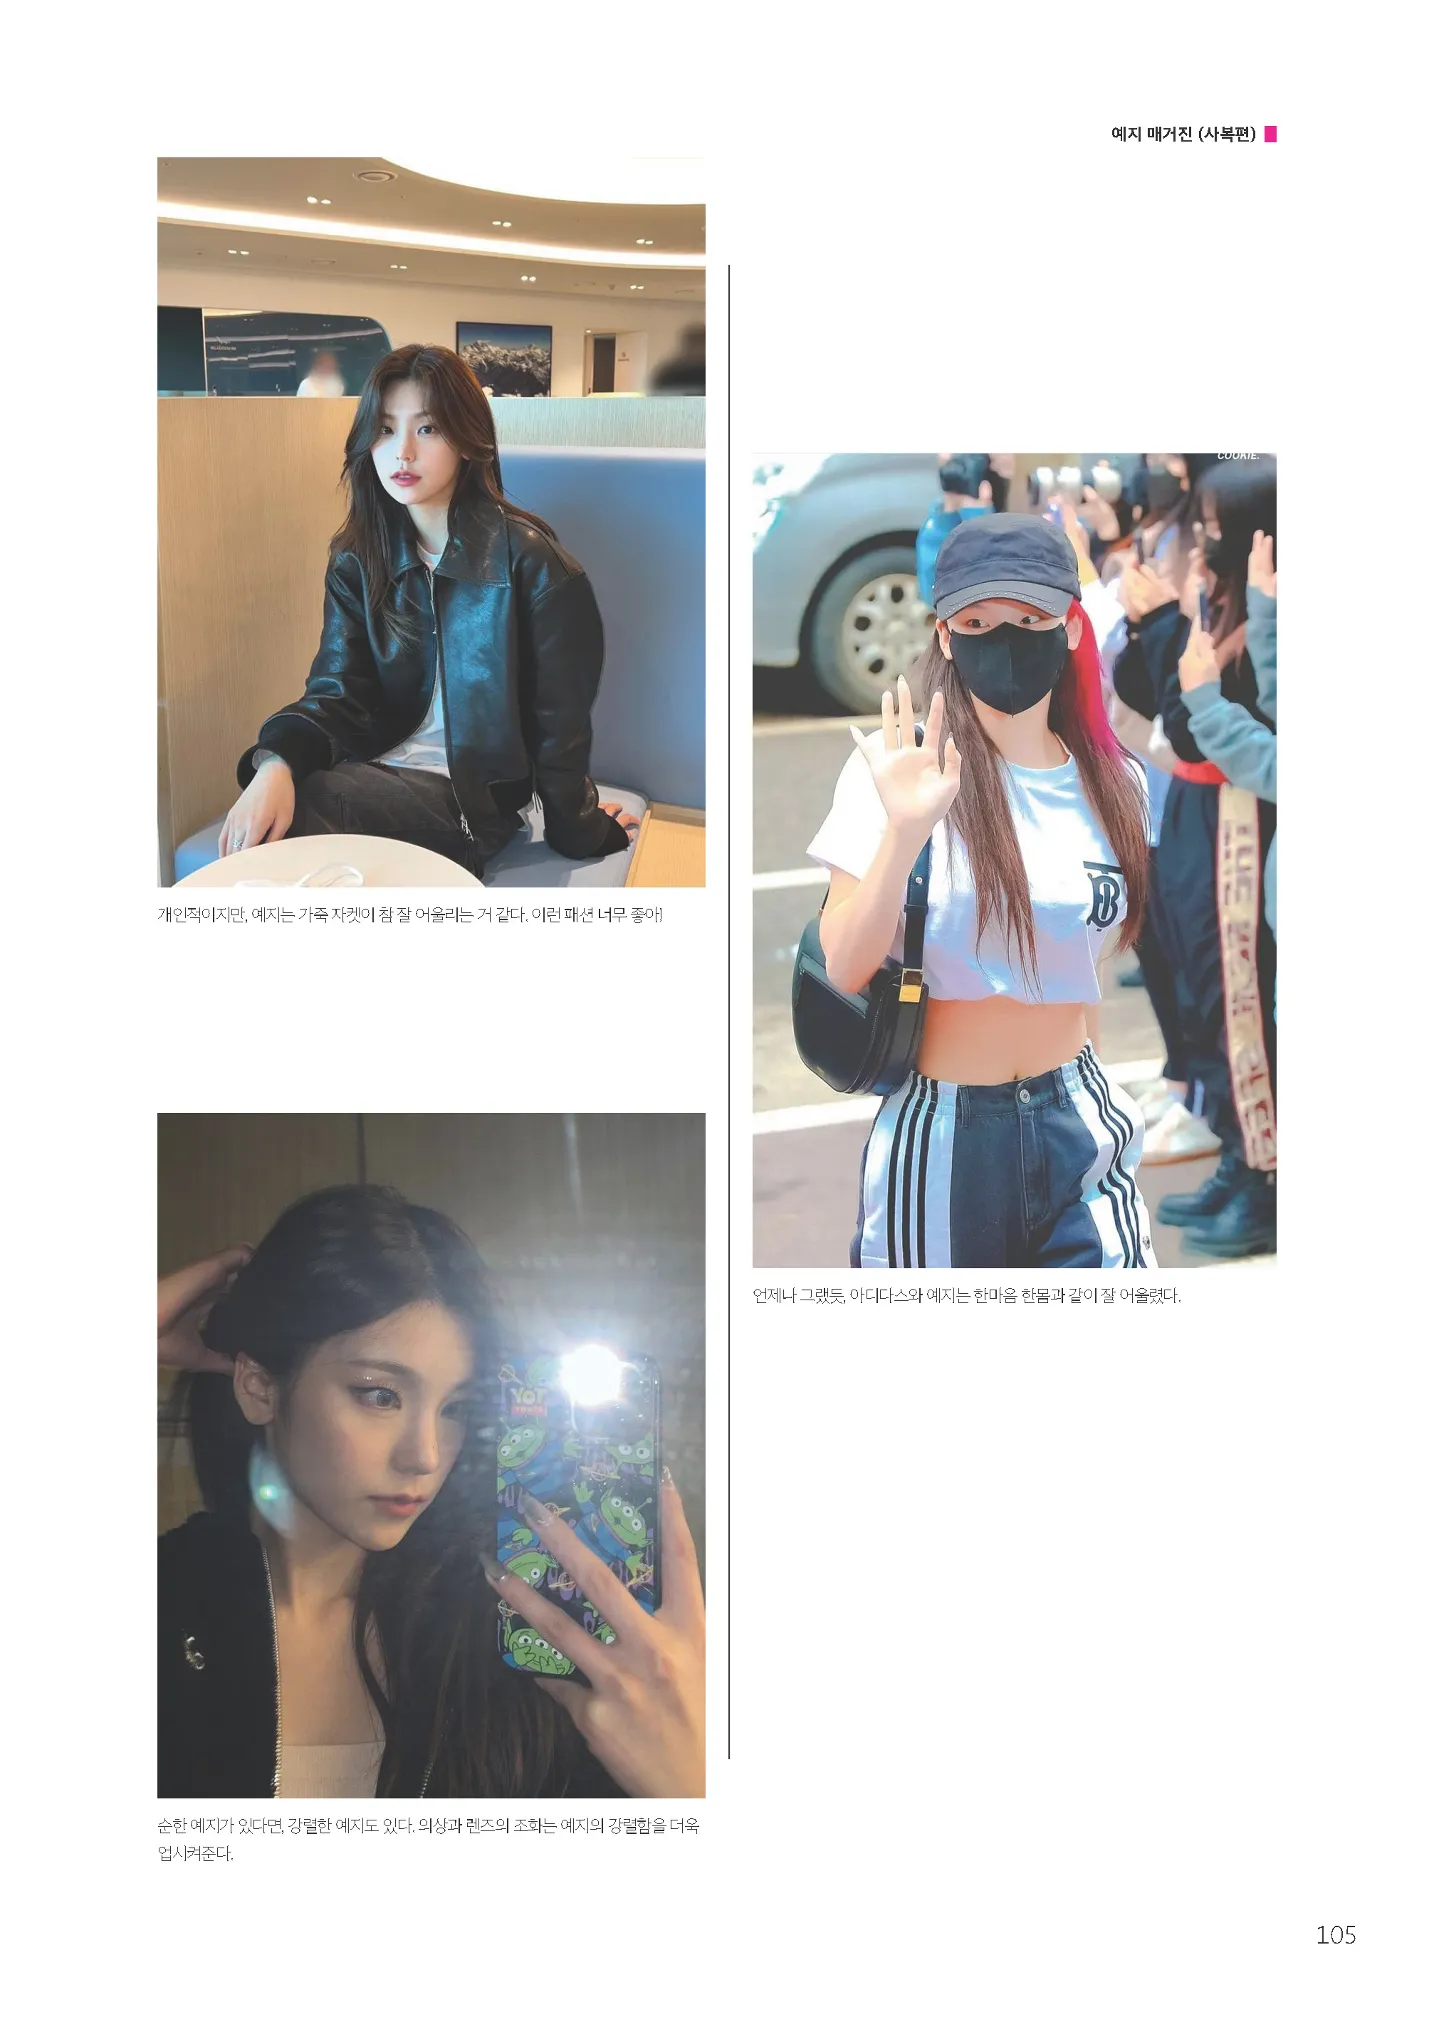 예지 매거진 (사복편)
개인적이지만, 예지는 가죽 자켓이 참 잘 어울리는 거 같다. 이런 패션 너무 좋아!
COOKIE.
언제나 그랬듯, 아디다스와 예지는 한마음 한몸과 같이 잘 어울렸다.
순한 예지가 있다면, 강렬한 예지도 있다. 의상과 렌즈의 조화는 예지의 강렬함을 더욱
업시켜준다.
105